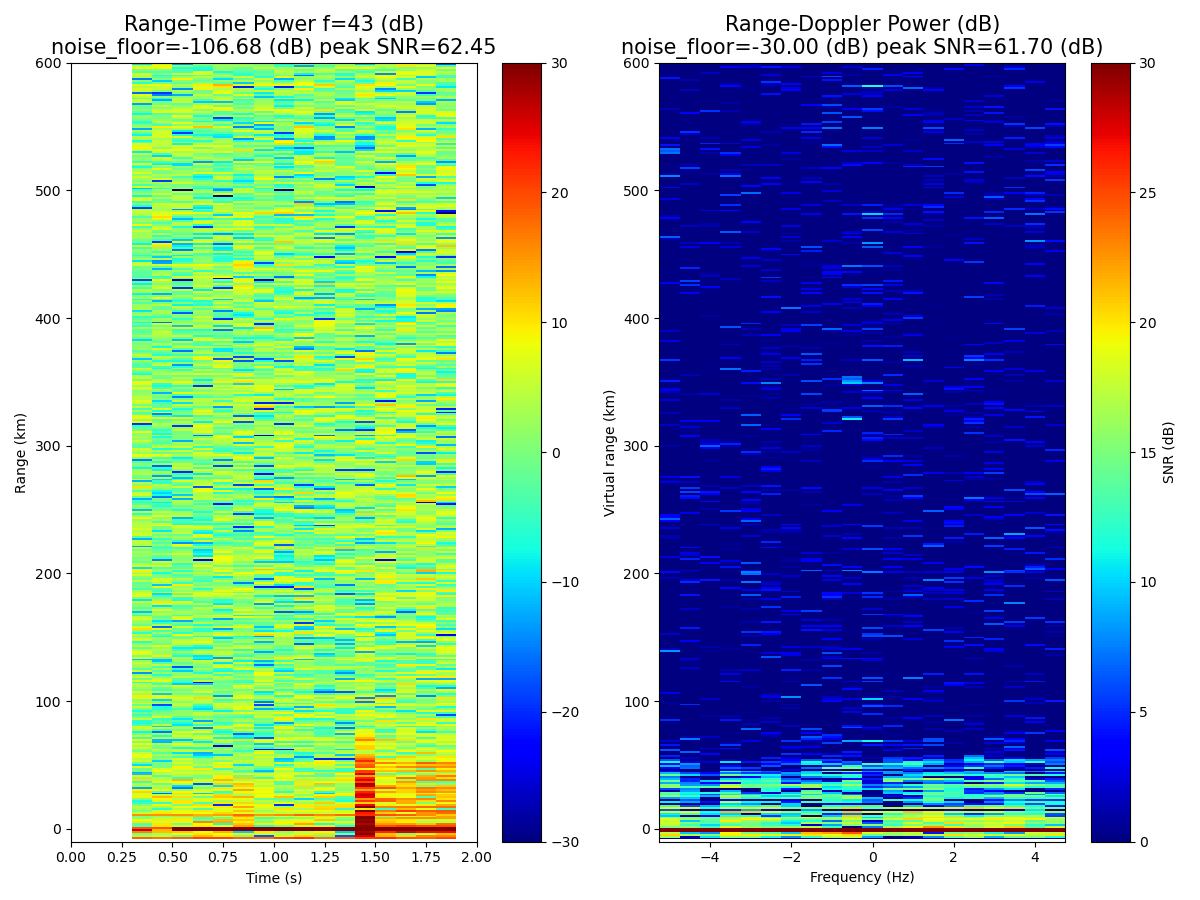 Range-Time Power f=43 (dB)
noise_floor=-106.68 (dB) peak SNR=62.45
Range (km)
600
500
400
300
200
100
0
0.00 0.25 0.50 0.75 1.00 1.25 1.50 1.75 2.00
Time (s)
30
20
10
0
−10
−20
−30
Range-Doppler Power (dB)
noise_floor=-30.00 (dB) peak SNR=61.70 (dB)
Virtual range (km)
600
500
400
300
200
100
0
−4 −2 0 2 4
Frequency (Hz)
30
25
20
15
10
5
0
SNR (dB)